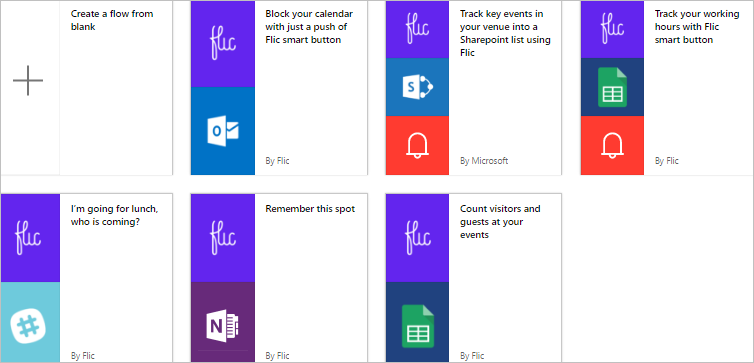 Create a flow from
blank
flic
Block your calendar
with just a push of
Flic smart button
By Flic
flic
Track key events in
your venue into a
Sharepoint list using
Flic
By Microsoft
flic
Track your working
hours with Flic
smart button
By Flic
flic
I'm going for lunch,
who is coming?
By Flic
flic
Remember this spot
By Flic
flic
Count visitors and
guests at your
events
By Flic